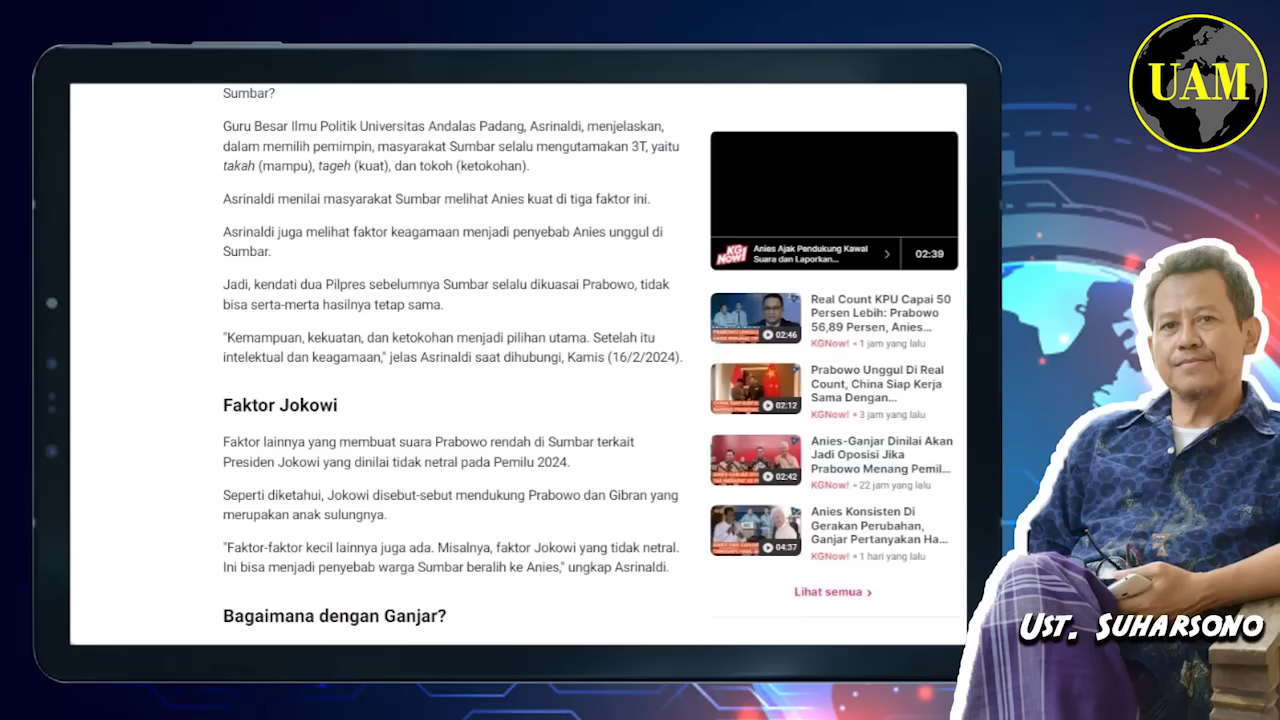 UAM
Sumbar?
Guru Besar Ilmu Politik Universitas Andalas Padang, Asrinaldi, menjelaskan,
dalam memilih pemimpin, masyarakat Sumbar selalu mengutamakan 3T, yaitu
takah (mampu), tageh (kuat), dan tokoh (ketokohan).
Asrinaldi menilai masyarakat Sumbar melihat Anies kuat di tiga faktor ini.
Asrinaldi juga melihat faktor keagamaan menjadi penyebab Anies unggul di
Sumbar.
Jadi, kendati dua Pilpres sebelumnya Sumbar selalu dikuasai Prabowo, tidak
bisa serta-merta hasilnya tetap sama.
"Kemampuan, kekuatan, dan ketokohan menjadi pilihan utama. Setelah itu
intelektual dan keagamaan," jelas Asrinaldi saat dihubungi, Kamis (16/2/2024).
Faktor Jokowi
Faktor lainnya yang membuat suara Prabowo rendah di Sumbar terkait
Presiden Jokowi yang dinilai tidak netral pada Pemilu 2024.
Seperti diketahui, Jokowi disebut-sebut mendukung Prabowo dan Gibran yang
merupakan anak sulungnya.
"Faktor-faktor kecil lainnya juga ada. Misalnya, faktor Jokowi yang tidak netral.
Ini bisa menjadi penyebab warga Sumbar beralih ke Anies," ungkap Asrinaldi.
Bagaimana dengan Ganjar?
KG NOW!
Anies Ajak Pendukung Kawal
Suara dan Laporkan...
02:39
Real Count KPU Capai 50
Persen Lebih: Prabowo
56,89 Persen, Anies...
KGNow! • 1 jam yang lalu
02:46
Prabowo Unggul Di Real
Count, China Siap Kerja
Sama Dengan...
KGNow! • 3 jam yang lalu
02:12
Anies-Ganjar Dinilai Akan
Jadi Oposisi Jika
Prabowo Menang Pemil...
KGNow! • 22 jam yang lalu
02:42
Anies Konsisten Di
Gerakan Perubahan,
Ganjar Pertanyakan Ha...
KGNow! • 1 hari yang lalu
04:37
Lihat semua
Ust. Suharsono